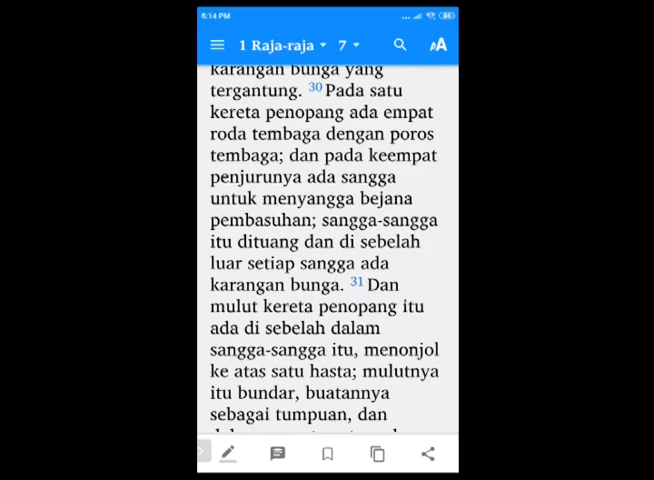 8:14 PM
1 Raja-raja 7
AA
karangan bunga yang
tergantung. 30 Pada satu
kereta penopang ada empat
roda tembaga dengan poros
tembaga; dan pada keempat
penjurunya ada sangga
untuk menyangga bejana
pembasuhan; sangga-sangga
itu dituang dan di sebelah
luar setiap sangga ada
karangan bunga. 31 Dan
mulut kereta penopang itu
ada di sebelah dalam
sangga-sangga itu, menonjol
ke atas satu hasta; mulutnya
itu bundar, buatannya
sebagai tumpuan, dan